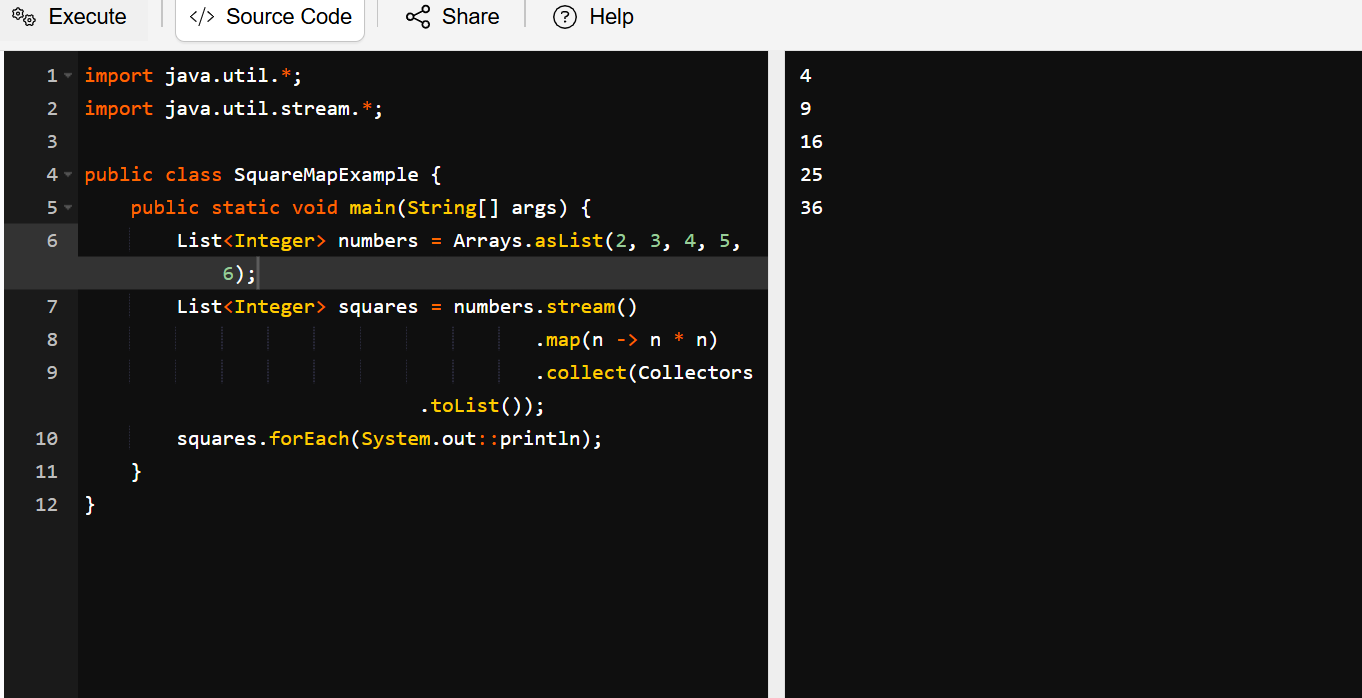 Execute </> Source Code Share ? Help
1 import java.util.*;
2 import java.util.stream.*;
3
4 public class SquareMapExample {
5 public static void main(String[] args) {
6 List<Integer> numbers = Arrays.asList(2, 3, 4, 5,
6);
7 List<Integer> squares = numbers.stream()
8 .map(n -> n * n)
9 .collect(Collectors
.toList());
10 squares.forEach(System.out::println);
11 }
12 }
4
9
16
25
36